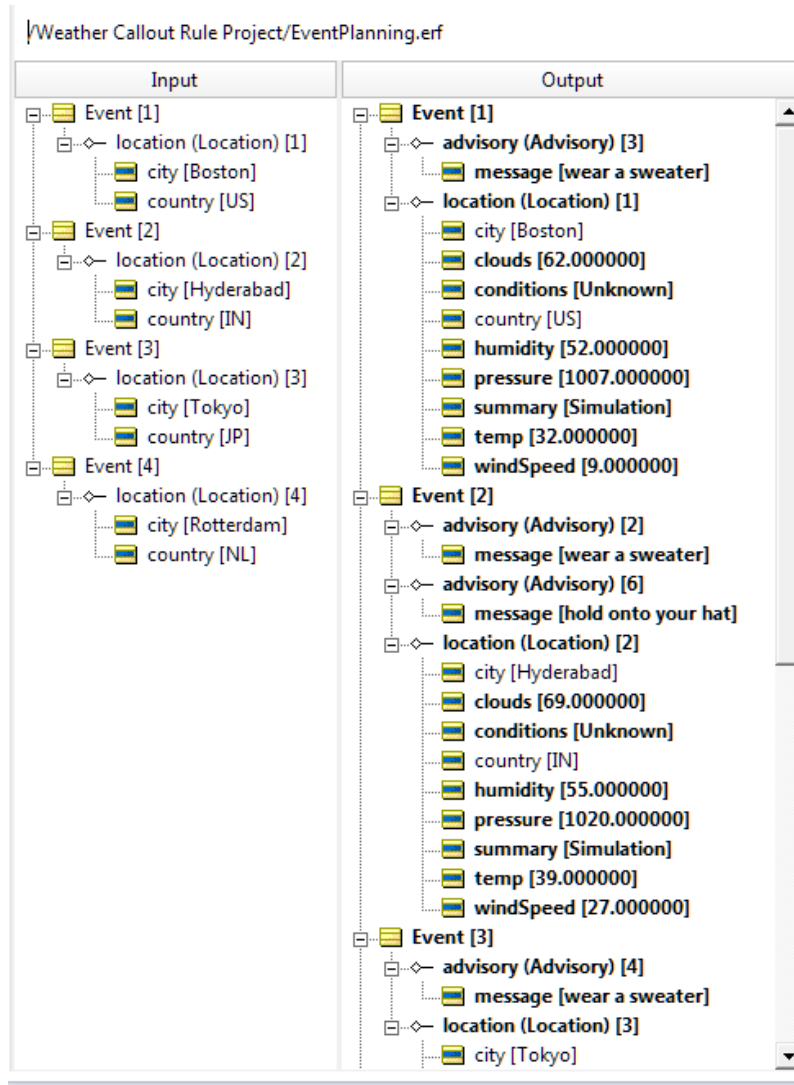 /Weather Callout Rule Project/EventPlanning.erf
Input
Event [1]
location (Location) [1]
city [Boston]
country [US]
Event [2]
location (Location) [2]
city [Hyderabad]
country [IN]
Event [3]
location (Location) [3]
city [Tokyo]
country [JP]
Event [4]
location (Location) [4]
city [Rotterdam]
country [NL]
Output
Event [1]
advisory (Advisory) [3]
message [wear a sweater]
location (Location) [1]
city [Boston]
clouds [62.000000]
conditions [Unknown]
country [US]
humidity [52.000000]
pressure [1007.000000]
summary [Simulation]
temp [32.000000]
windSpeed [9.000000]
Event [2]
advisory (Advisory) [2]
message [wear a sweater]
advisory (Advisory) [6]
message [hold onto your hat]
location (Location) [2]
city [Hyderabad]
clouds [69.000000]
conditions [Unknown]
country [IN]
humidity [55.000000]
pressure [1020.000000]
summary [Simulation]
temp [39.000000]
windSpeed [27.000000]
Event [3]
advisory (Advisory) [4]
message [wear a sweater]
location (Location) [3]
city [Tokyo]